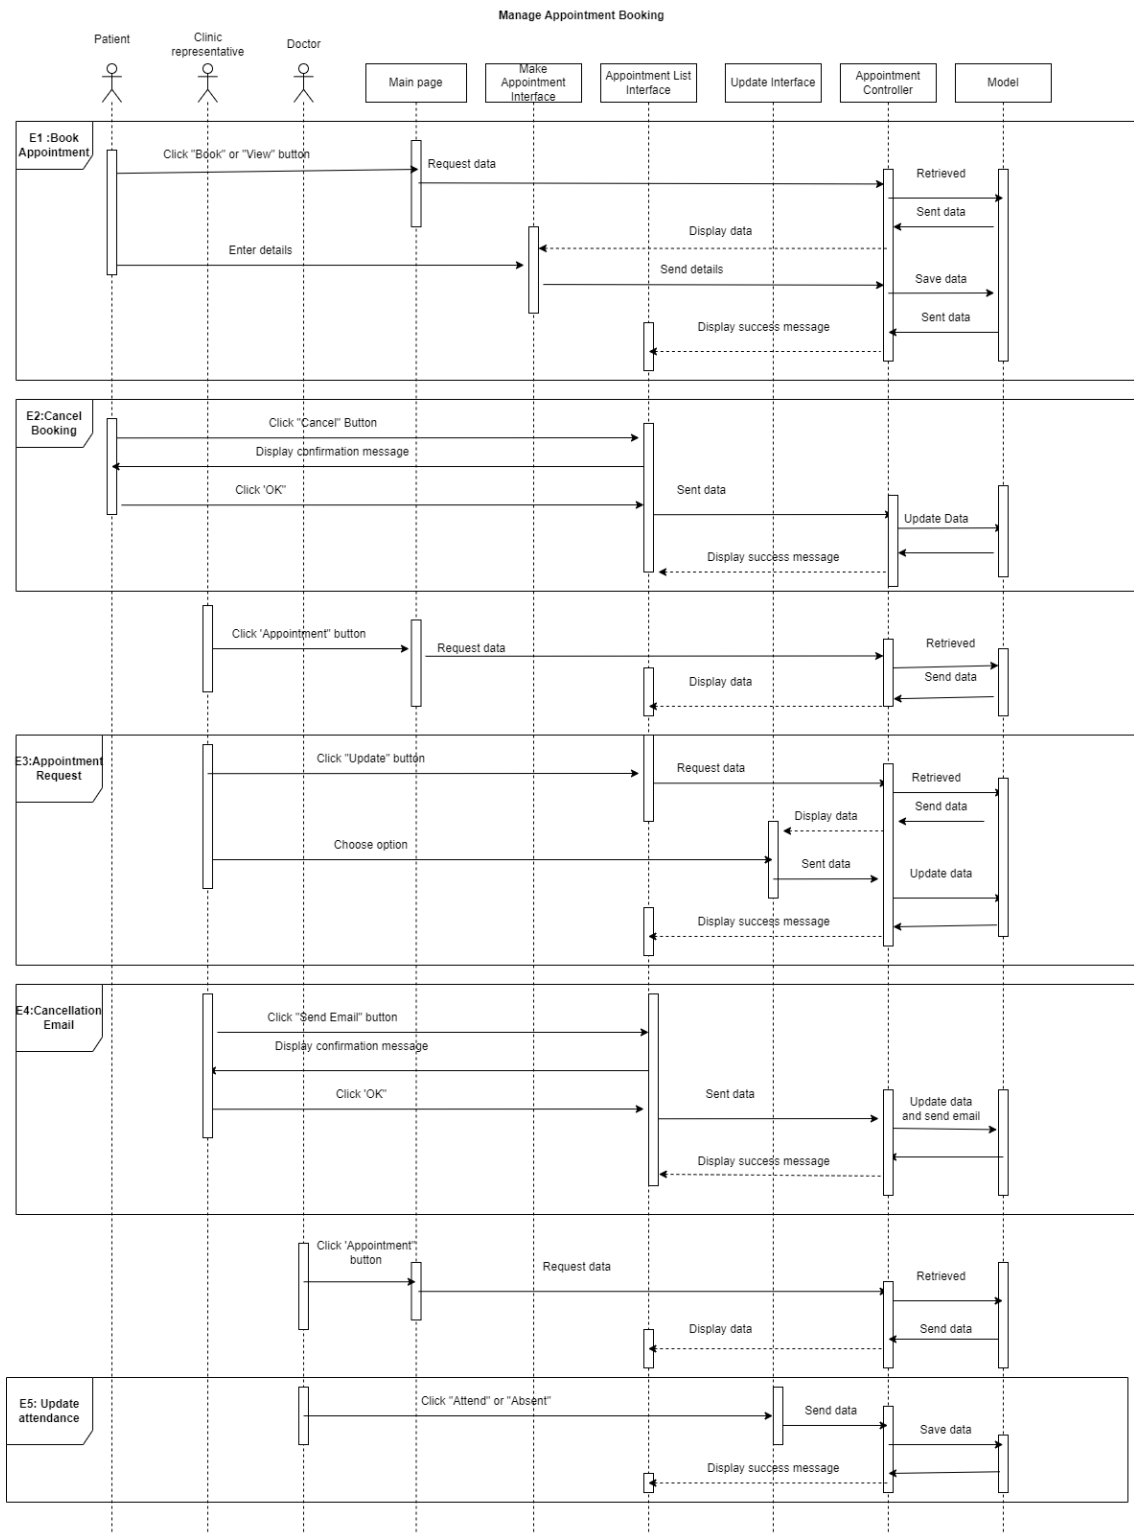 Manage Appointment Booking
Patient
Clinic
representative
Doctor
Main page
Make
Appointment
Interface
Appointment List
Interface
Update Interface
Appointment
Controller
Model
E1 :Book
Appointment
Click "Book" or "View" button
Request data
Retrieved
Sent data
Display data
Enter details
Send details
Save data
Sent data
Display success message
E2:Cancel
Booking
Click "Cancel" Button
Display confirmation message
Click 'OK"
Sent data
Update Data
Display success message
Click 'Appointment" button
Request data
Retrieved
Send data
Display data
E3:Appointment
Request
Click "Update" button
Request data
Retrieved
Send data
Display data
Choose option
Sent data
Update data
Display success message
E4:Cancellation
Email
Click "Send Email" button
Display confirmation message
Click 'OK"
Sent data
Update data
and send email
Display success message
Click 'Appointment"
button
Request data
Retrieved
Send data
Display data
E5: Update
attendance
Click "Attend" or "Absent"
Send data
Save data
Display success message